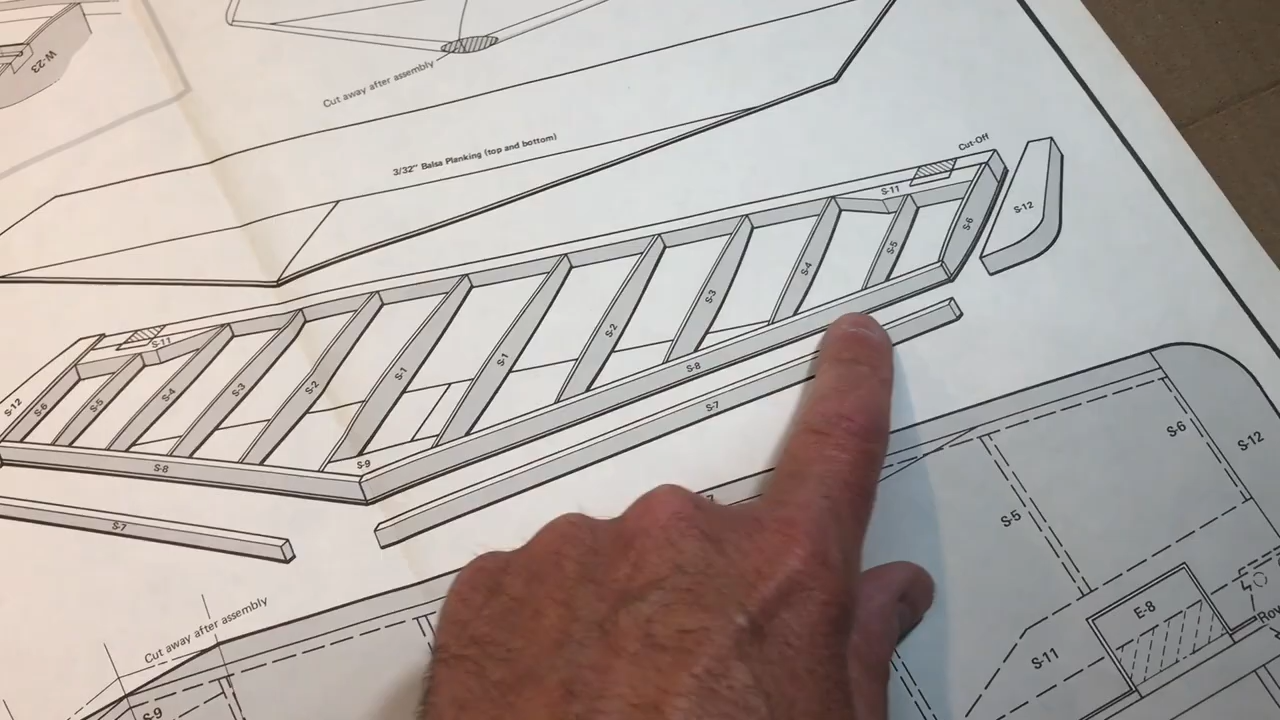 W-23
Cut away after assembly
3/32" Balsa Planking (top and bottom)
Cut-Off
S-11
S-12
S-6
S-5
S-4
S-3
S-2
S-1
S-1
S-2
S-3
S-4
S-5
S-6
S-12
S-11
S-8
S-7
S-9
S-8
S-7
S-6
S-12
S-5
E-8
S-11
Cut away after assembly
S-9